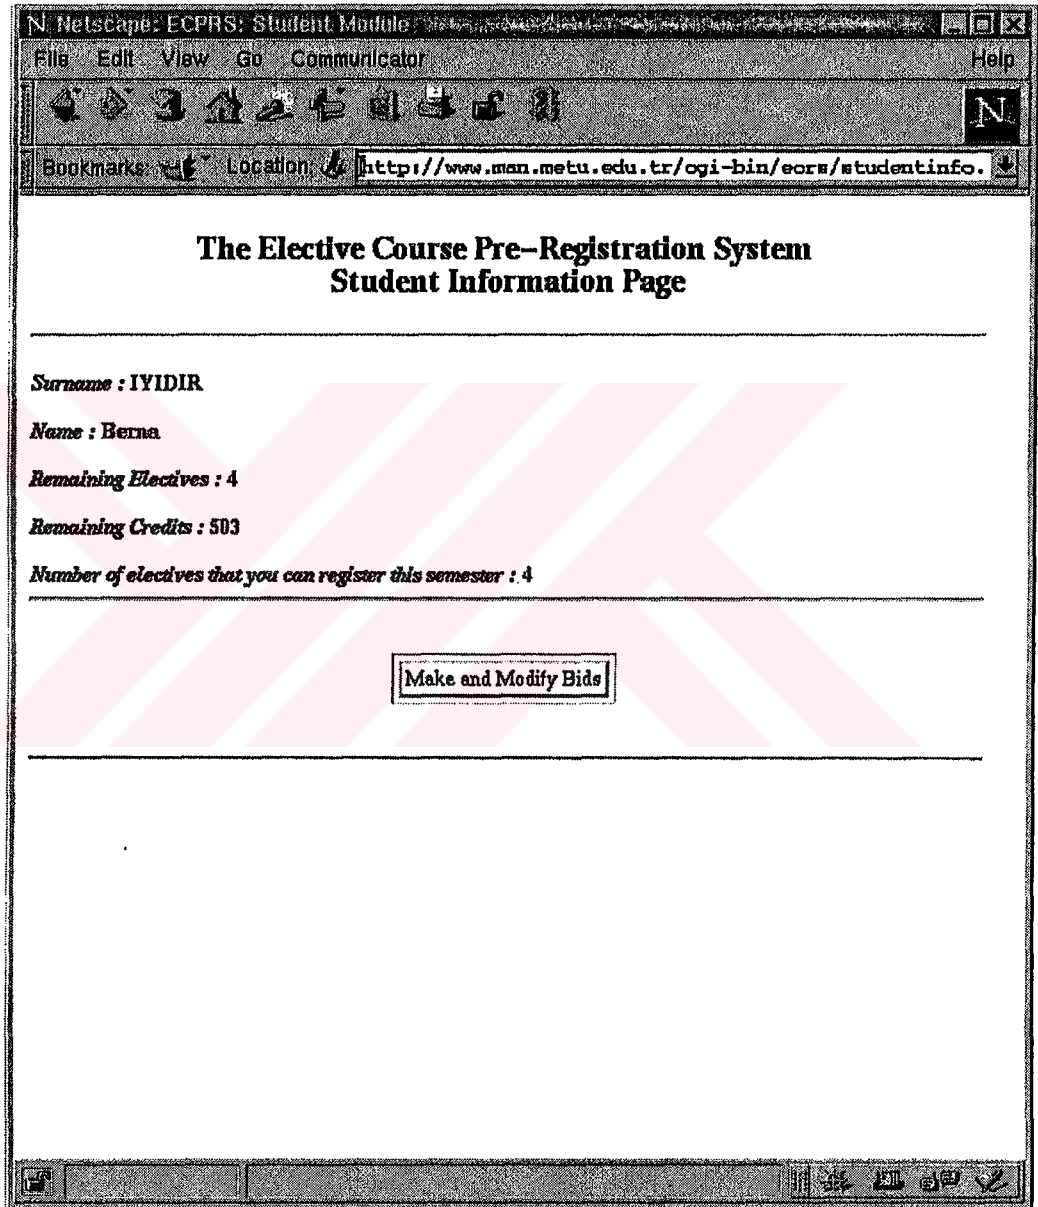 N Netscape: ECPRS: Student Module
File Edit View Go Communicator Help
N
Bookmarks Location: http://www.man.metu.edu.tr/cgi-bin/ecrs/studentinfo.
The Elective Course Pre-Registration System
Student Information Page
Surname : IYIDIR
Name : Berna
Remaining Electives : 4
Remaining Credits : 503
Number of electives that you can register this semester : 4
Make and Modify Bids